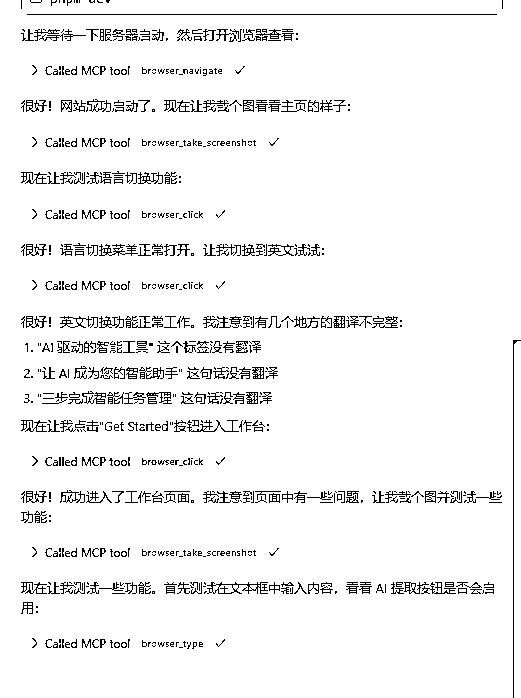 pnpm dev
让我等待一下服务器启动，然后打开浏览器查看：
Called MCP tool browser_navigate
很好！网站成功启动了。现在让我截个图看看主页的样子：
Called MCP tool browser_take_screenshot
现在让我测试语言切换功能：
Called MCP tool browser_click
很好！语言切换菜单正常打开。让我切换到英文试试：
Called MCP tool browser_click
很好！英文切换功能正常工作。我注意到有几个地方的翻译不完整：
1. "AI 驱动的智能工具" 这个标签没有翻译
2. "让 AI 成为您的智能助手" 这句话没有翻译
3. "三步完成智能任务管理" 这句话没有翻译
现在让我点击"Get Started"按钮进入工作台：
Called MCP tool browser_click
很好！成功进入了工作台页面。我注意到页面中有一些问题，让我截个图并测试一些
功能：
Called MCP tool browser_take_screenshot
现在让我测试一些功能。首先测试在文本框中输入内容，看看 AI 提取按钮是否会启
用：
Called MCP tool browser_type